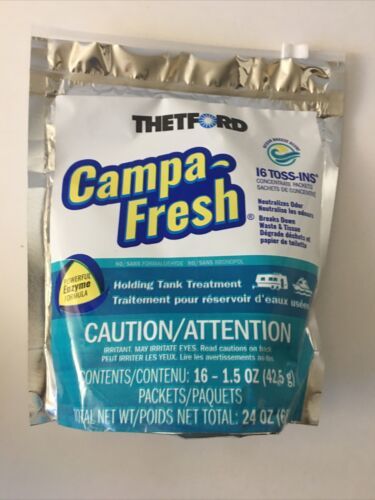 THETFORD
Campa-
Fresh®
16 TOSS-INS®
CONCENTRATE PACKETS
SACHETS DE CONCENTRÉ
Neutralizes Odor
Neutralise les odeurs
Breaks Down
Waste & Tissue
Dégrade déchets et
papier de toilette
NO/SANS FORMALDEHYDE NO/SANS BRONOPOL
POWERFUL
Enzyme
FORMULA
Holding Tank Treatment
Traitement pour réservoir d'eaux usées
CAUTION/ATTENTION
IRRITANT. MAY IRRITATE EYES. Read cautions on
PEUT IRRITER LES YEUX. Lire les avertissements au
CONTENTS/CONTENU: 16 - 1.5 OZ (42,5 g)
PACKETS/PAQUETS
TOTAL NET WT/POIDS NET TOTAL: 24 OZ